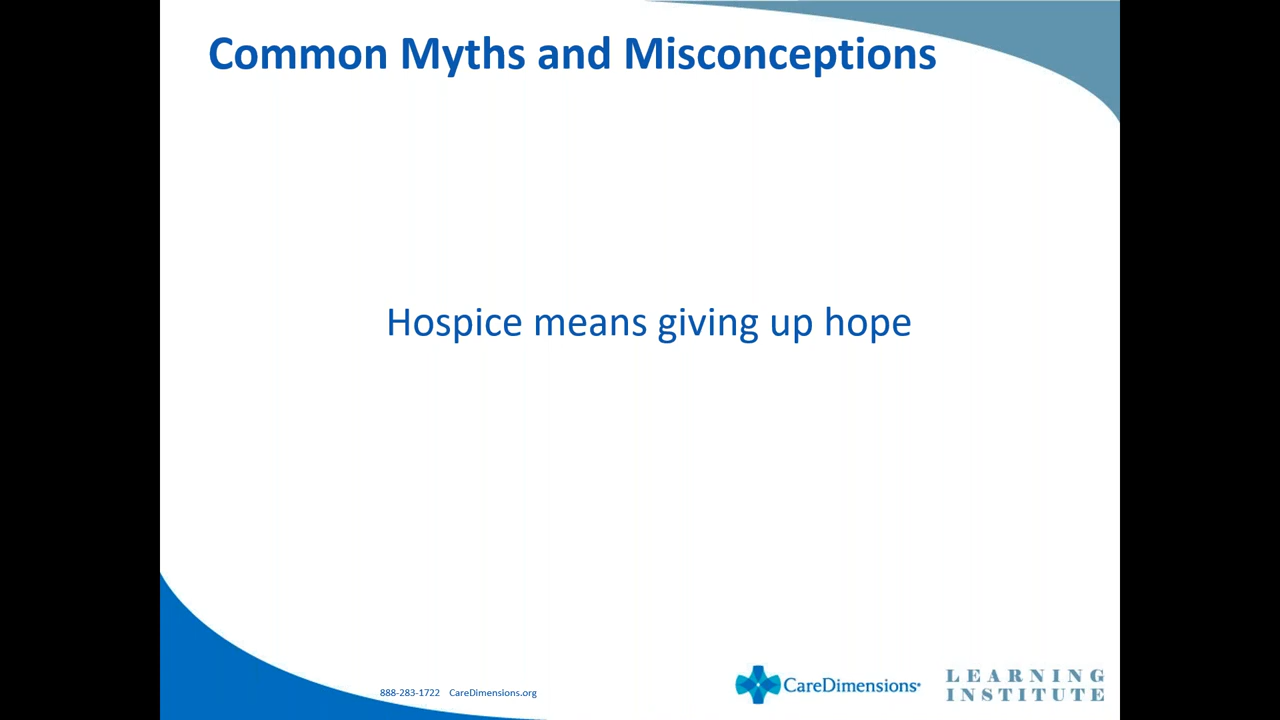 Common Myths and Misconceptions
Hospice means giving up hope
888-283-1722 CareDimensions.org
CareDimensions
LEARNING
INSTITUTE